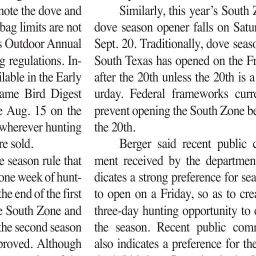 note the dove and
bag limits are not
Outdoor Annual
g regulations. In-
ilable in the Early
ame Bird Digest
e Aug. 15 on the
wherever hunting
re sold.
e season rule that
one week of hunt-
the end of the first
e South Zone and
the second season
proved. Although
Similarly, this year's South Z
dove season opener falls on Satu
Sept. 20. Traditionally, dove seaso
South Texas has opened on the Fr
after the 20th unless the 20th is a
urday. Federal frameworks curre
prevent opening the South Zone be
the 20th.
Berger said recent public c
ment received by the departmen
dicates a strong preference for sea
to open on a Friday, so as to crea
three-day hunting opportunity to
the season. Recent public com
also indicates a preference for the